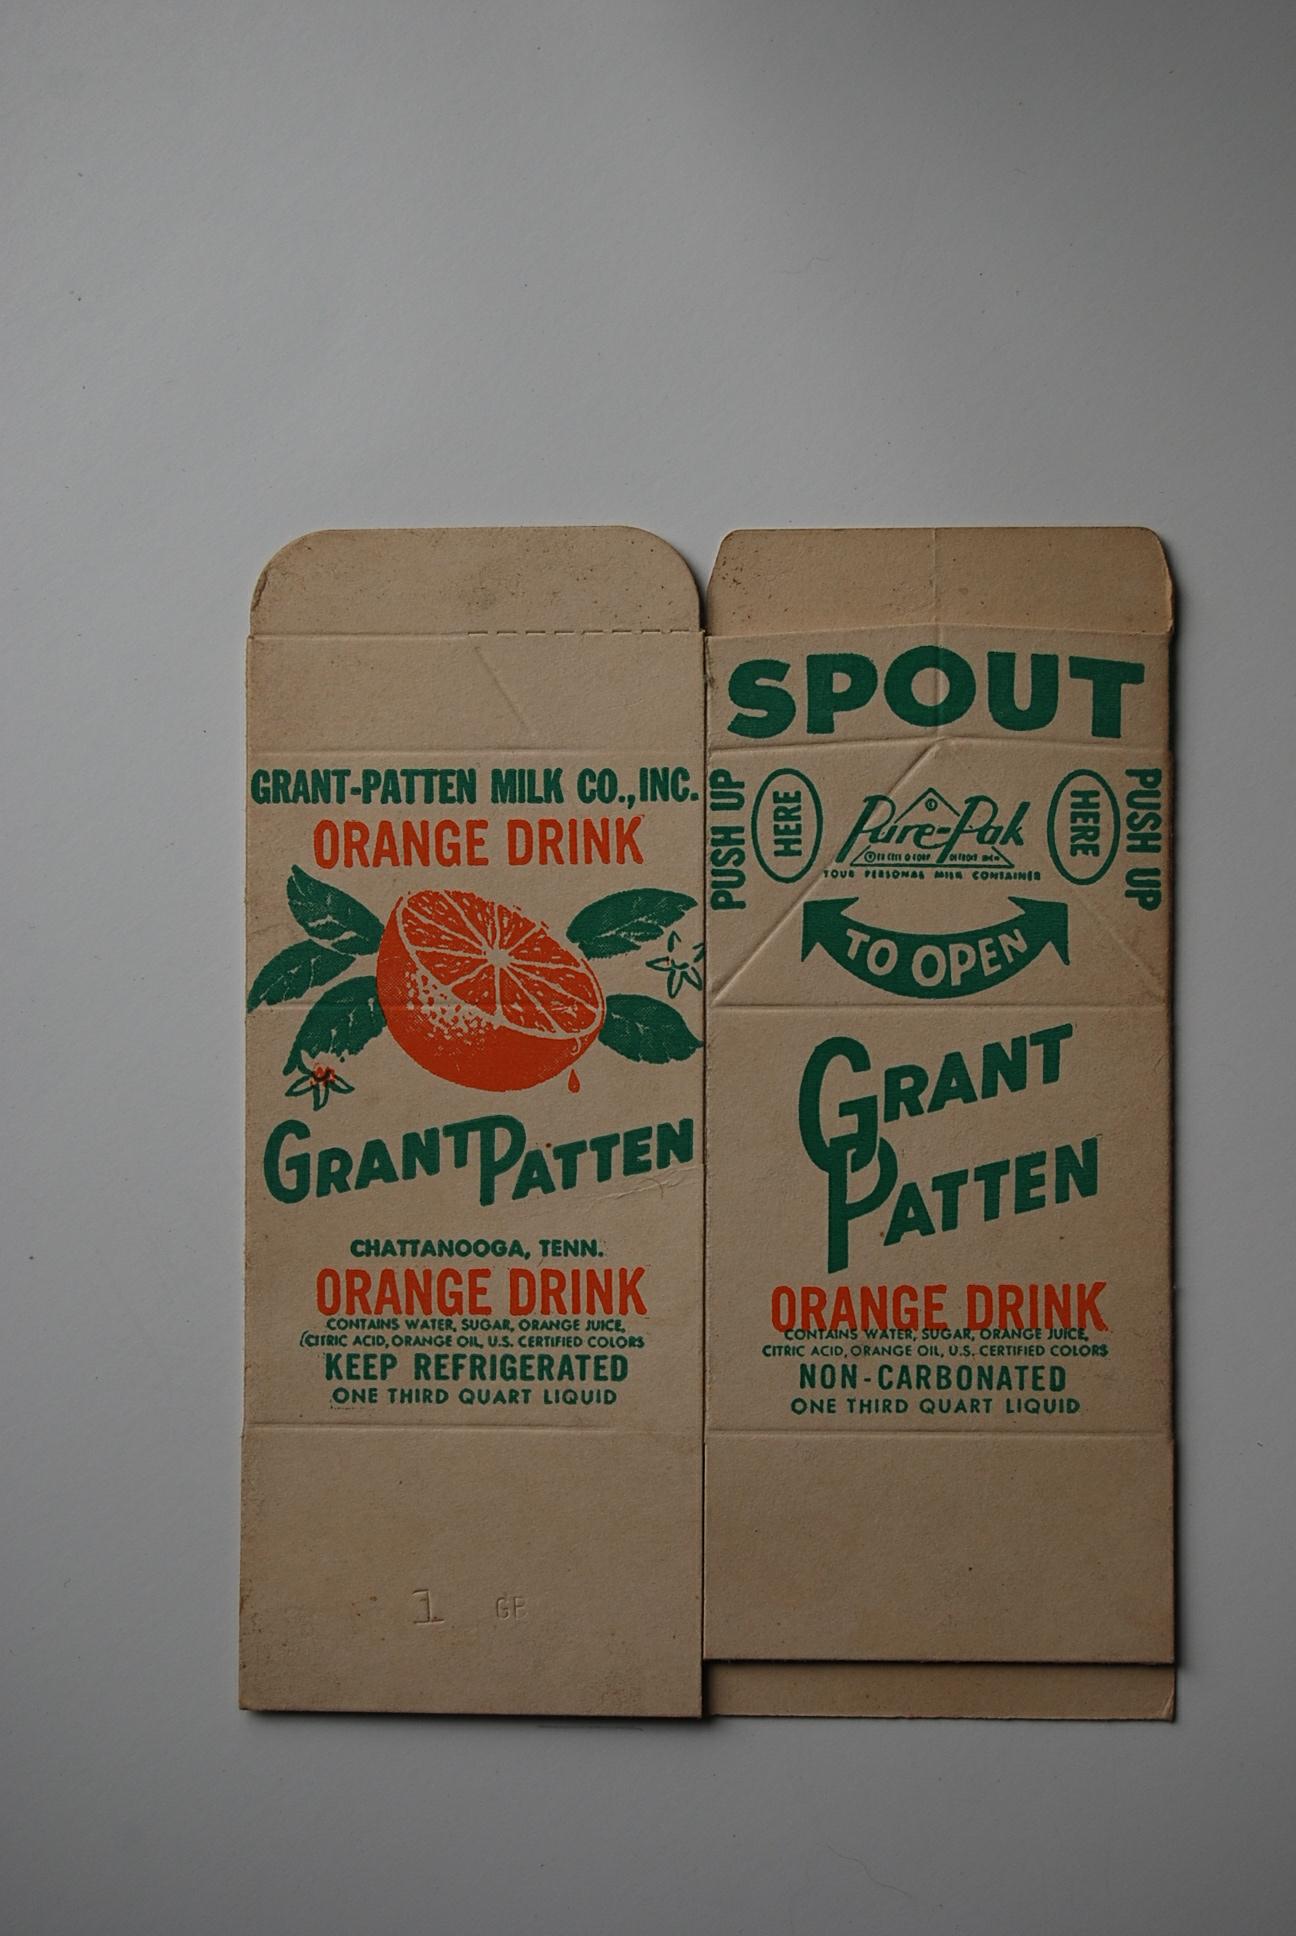 GRANT-PATTEN MILK CO., INC.
ORANGE DRINK
GRANT PATTEN
CHATTANOOGA, TENN.
ORANGE DRINK
CONTAINS WATER, SUGAR, ORANGE JUICE,
CITRIC ACID, ORANGE OIL, U.S. CERTIFIED COLORS
KEEP REFRIGERATED
ONE THIRD QUART LIQUID
1 GB
SPOUT
PUSH UP
HERE
Pure-Pak
YOUR PERSONAL MILK CONTAINER
HERE
PUSH UP
TO OPEN
GRANT
PATTEN
ORANGE DRINK
CONTAINS WATER, SUGAR, ORANGE JUICE,
CITRIC ACID, ORANGE OIL, U.S. CERTIFIED COLORS
NON-CARBONATED
ONE THIRD QUART LIQUID